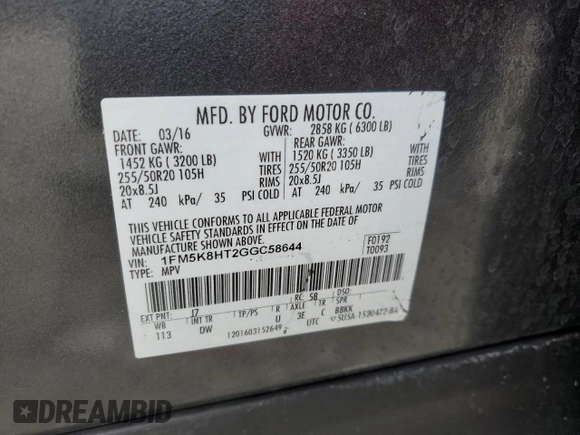 MFD. BY FORD MOTOR CO.
DATE: 03/16 GVWR: 2858 KG ( 6300 LB)
FRONT GAWR: REAR GAWR:
1452 KG ( 3200 LB) WITH 1520 KG ( 3350 LB) WITH
255/50R20 105H TIRES 255/50R20 105H TIRES
20x8.5J RIMS 20x8.5J RIMS
AT 240 kPa/ 35 PSI COLD AT 240 kPa/ 35 PSI COLD
THIS VEHICLE CONFORMS TO ALL APPLICABLE FEDERAL MOTOR
VEHICLE SAFETY STANDARDS IN EFFECT ON THE DATE OF
MANUFACTURE SHOWN ABOVE.
VIN: 1FM5K8HT2GGC58644 F0192
TYPE: MPV T0093
EXT PNT: J7 RC: 58 DSO:
WB INT TR TP/PS R AXLE TR SPR
113 DW U 3E C BBKK
1201603152649 UTC 5U5A-1530472-BA
DREAMBID